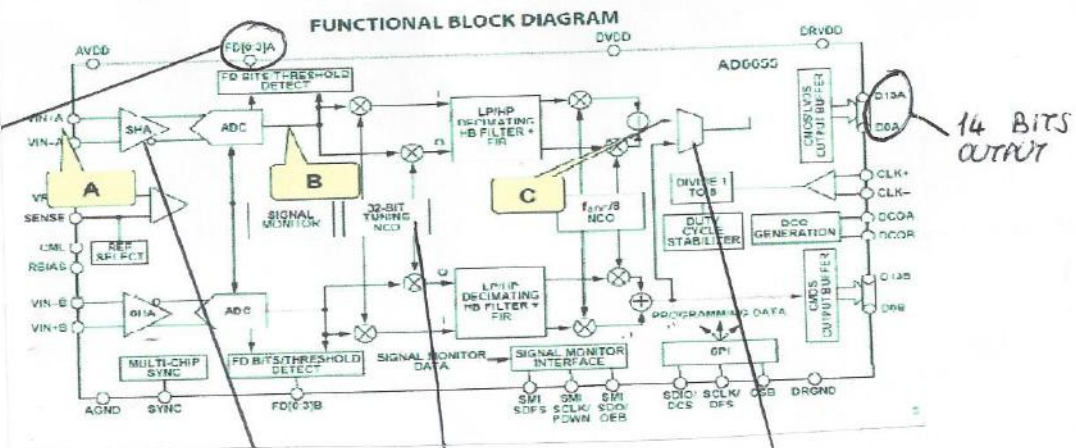 FUNCTIONAL BLOCK DIAGRAM
AVDD
FD[0:3]A
DVDD
DRVDD
AD6655
FD BITS/THRESHOLD
DETECT
VIN+A
VIN–A
SHA
ADC
I
Q
LP/HP
DECIMATING
HB FILTER +
FIR
CMOS/LVDS
OUTPUT BUFFER
D13A
D0A
14 BITS
OUTPUT
A
B
C
SENSE
REF
SELECT
CML
RBIAS
SIGNAL
MONITOR
32-BIT
TUNING
NCO
fADC/8
NCO
DIVIDE 1
TO 8
DUTY
CYCLE
STABILIZER
DCO
GENERATION
CLK+
CLK–
DCOA
DCOB
VIN–B
VIN+B
SHA
ADC
Q
I
LP/HP
DECIMATING
HB FILTER +
FIR
CMOS
OUTPUT BUFFER
D13B
D0B
PROGRAMMING DATA
MULTI-CHIP
SYNC
FD BITS/THRESHOLD
DETECT
SIGNAL MONITOR
DATA
SIGNAL MONITOR
INTERFACE
SPI
AGND
SYNC
FD[0:3]B
SMI
SDFS
SMI
SCLK/
PDWN
SMI
SDO/
OEB
SDIO/
DCS
SCLK/
DFS
CSB
DRGND